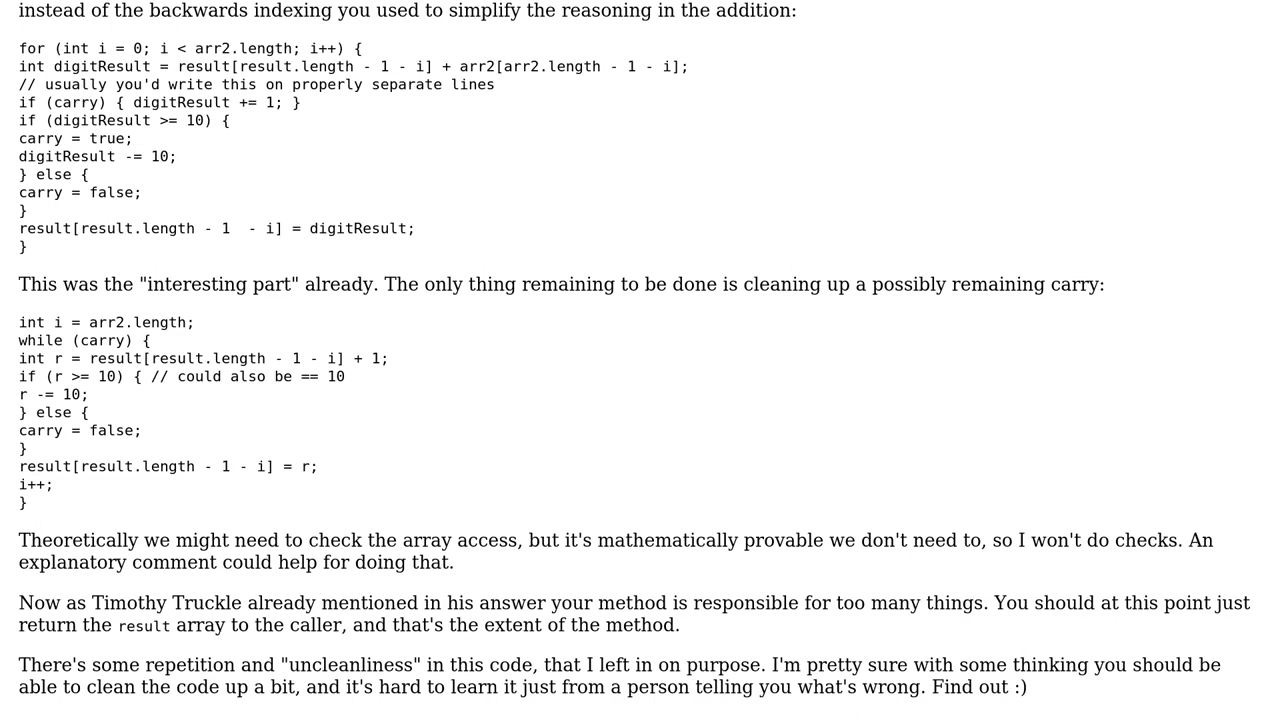 instead of the backwards indexing you used to simplify the reasoning in the addition:
for (int i = 0; i < arr2.length; i++) {
int digitResult = result[result.length - 1 - i] + arr2[arr2.length - 1 - i];
// usually you'd write this on properly separate lines
if (carry) { digitResult += 1; }
if (digitResult >= 10) {
carry = true;
digitResult -= 10;
} else {
carry = false;
}
result[result.length - 1  - i] = digitResult;
}
This was the "interesting part" already. The only thing remaining to be done is cleaning up a possibly remaining carry:
int i = arr2.length;
while (carry) {
int r = result[result.length - 1 - i] + 1;
if (r >= 10) { // could also be == 10
r -= 10;
} else {
carry = false;
}
result[result.length - 1 - i] = r;
i++;
}
Theoretically we might need to check the array access, but it's mathematically provable we don't need to, so I won't do checks. An
explanatory comment could help for doing that.
Now as Timothy Truckle already mentioned in his answer your method is responsible for too many things. You should at this point just
return the result array to the caller, and that's the extent of the method.
There's some repetition and "uncleanliness" in this code, that I left in on purpose. I'm pretty sure with some thinking you should be
able to clean the code up a bit, and it's hard to learn it just from a person telling you what's wrong. Find out :)